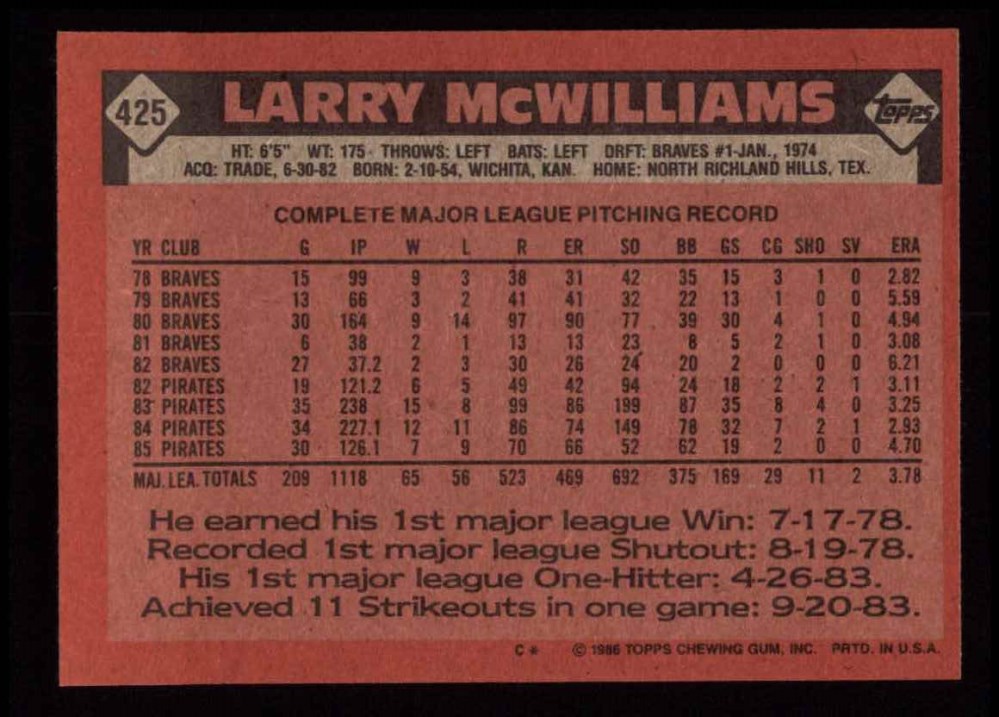 425 LARRY McWILLIAMS topps
HT: 6'5" WT: 175 THROWS: LEFT BATS: LEFT DRFT: BRAVES #1-JAN., 1974
ACQ: TRADE, 6-30-82 BORN: 2-10-54, WICHITA, KAN. HOME: NORTH RICHLAND HILLS, TEX.
COMPLETE MAJOR LEAGUE PITCHING RECORD
YR CLUB G IP W L R ER SO BB GS CG SHO SV ERA
78 BRAVES 15 99 9 3 38 31 42 35 15 3 1 0 2.82
79 BRAVES 13 66 3 2 41 41 32 22 13 1 0 0 5.59
80 BRAVES 30 164 9 14 97 90 77 39 30 4 1 0 4.94
81 BRAVES 6 38 2 1 13 13 23 8 5 2 1 0 3.08
82 BRAVES 27 37.2 2 3 30 26 24 20 2 0 0 0 6.21
82 PIRATES 19 121.2 6 5 49 42 94 24 18 2 2 1 3.11
83 PIRATES 35 238 15 8 99 86 199 87 35 8 4 0 3.25
84 PIRATES 34 227.1 12 11 86 74 149 78 32 7 2 1 2.93
85 PIRATES 30 126.1 7 9 70 66 52 62 19 2 0 0 4.70
MAJ. LEA. TOTALS 209 1118 65 56 523 469 692 375 169 29 11 2 3.78
He earned his 1st major league Win: 7-17-78.
Recorded 1st major league Shutout: 8-19-78.
His 1st major league One-Hitter: 4-26-83.
Achieved 11 Strikeouts in one game: 9-20-83.
C* © 1986 TOPPS CHEWING GUM, INC. PRTD. IN U.S.A.